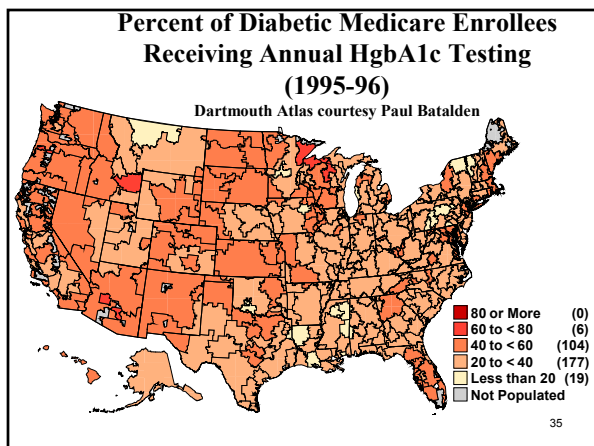 Percent of Diabetic Medicare Enrollees
Receiving Annual HgbA1c Testing
(1995-96)
Dartmouth Atlas courtesy Paul Batalden
80 or More (0)
60 to < 80 (6)
40 to < 60 (104)
20 to < 40 (177)
Less than 20 (19)
Not Populated
35